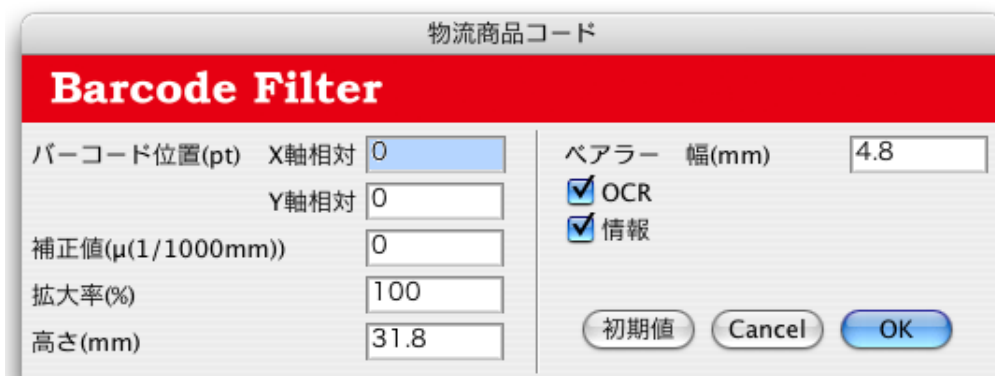 物流商品コード
Barcode Filter
バーコード位置(pt) X軸相対 0
Y軸相対 0
補正値(μ(1/1000mm)) 0
拡大率(%) 100
高さ(mm) 31.8
ベアラー 幅(mm) 4.8
OCR
情報
初期値 Cancel OK